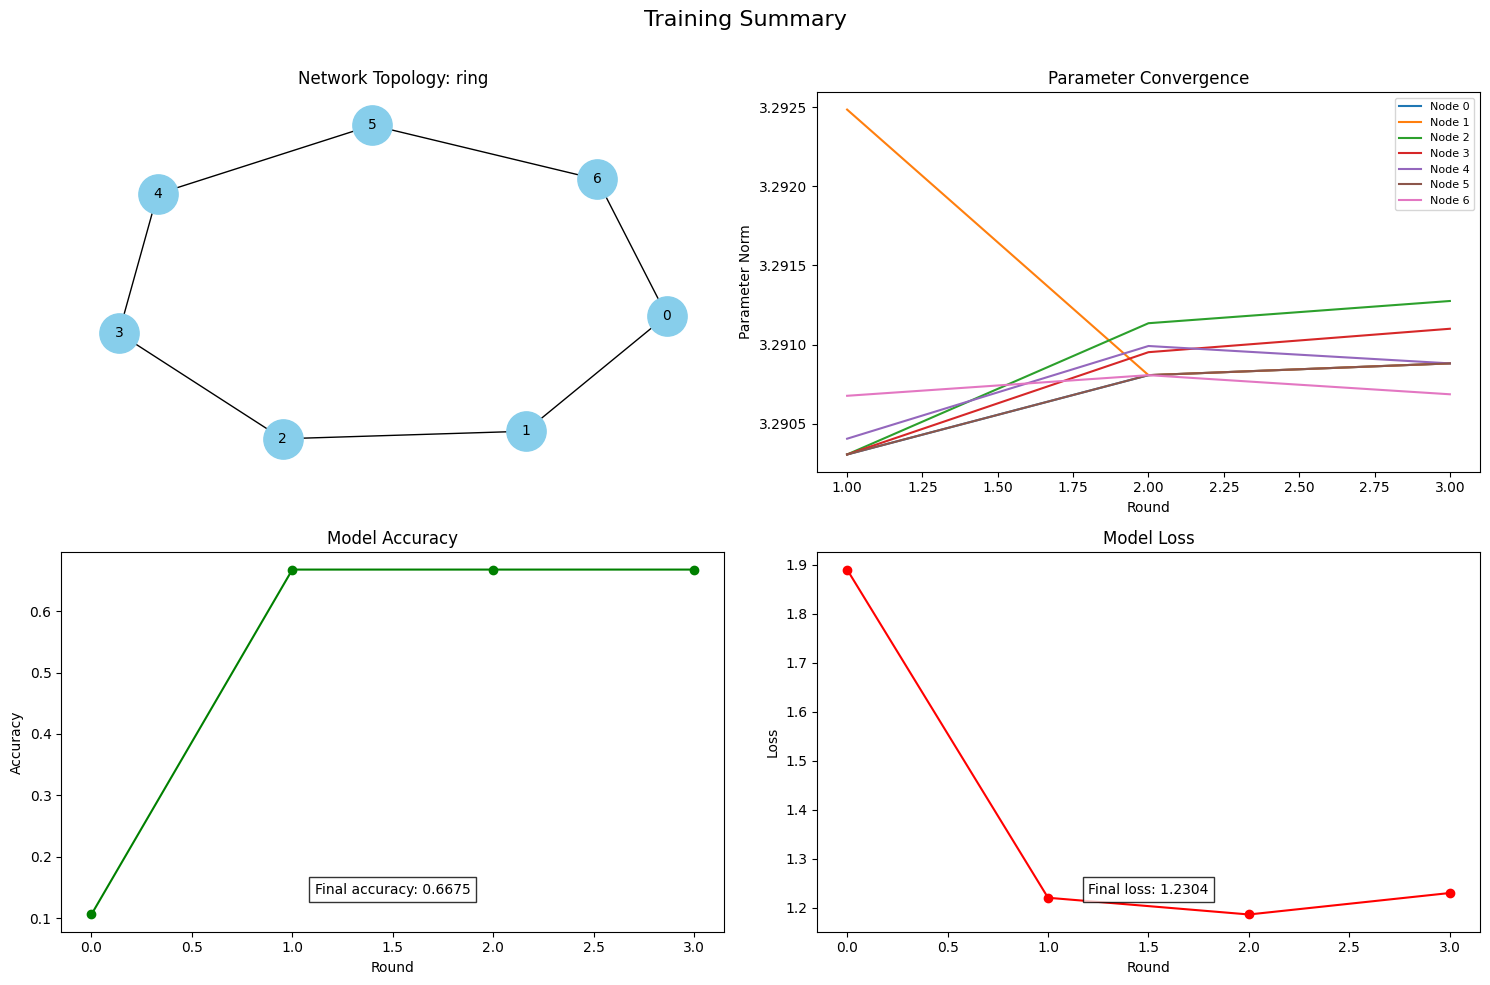 Training Summary
Network Topology: ring
5
6
4
0
3
1
2
Parameter Convergence
Parameter Norm
3.2925
3.2920
3.2915
3.2910
3.2905
Node 0
Node 1
Node 2
Node 3
Node 4
Node 5
Node 6
1.00 1.25 1.50 1.75 2.00 2.25 2.50 2.75 3.00
Round
Model Accuracy
Accuracy
0.6
0.5
0.4
0.3
0.2
0.1
Final accuracy: 0.6675
0.0 0.5 1.0 1.5 2.0 2.5 3.0
Round
Model Loss
Loss
1.9
1.8
1.7
1.6
1.5
1.4
1.3
1.2
Final loss: 1.2304
0.0 0.5 1.0 1.5 2.0 2.5 3.0
Round